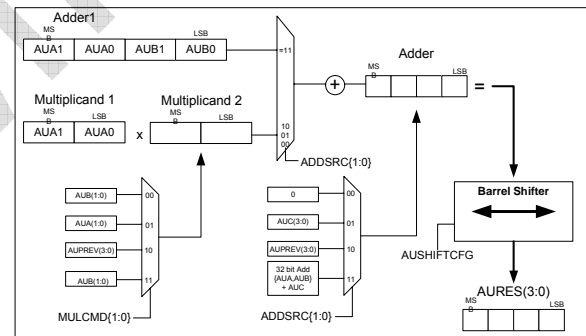 Adder1
MS
B
LSB
AUA1 AUA0 AUB1 AUB0
=11
Adder
MS
B
LSB
+
=
Multiplicand 1
Multiplicand 2
MS
B
LSB
MS
B
LSB
AUA1 AUA0
x
10
01
00
ADDSRC{1:0}
AUB(1:0)
00
AUA(1:0)
01
AUPREV(3:0)
10
AUB(1:0)
11
MULCMD{1:0}
0
00
AUC(3:0)
01
AUPREV(3:0)
10
32 bit Add
{AUA,AUB}
+ AUC
11
ADDSRC{1:0}
Barrel Shifter
AUSHIFTCFG
AURES(3:0)
MS
B
LSB